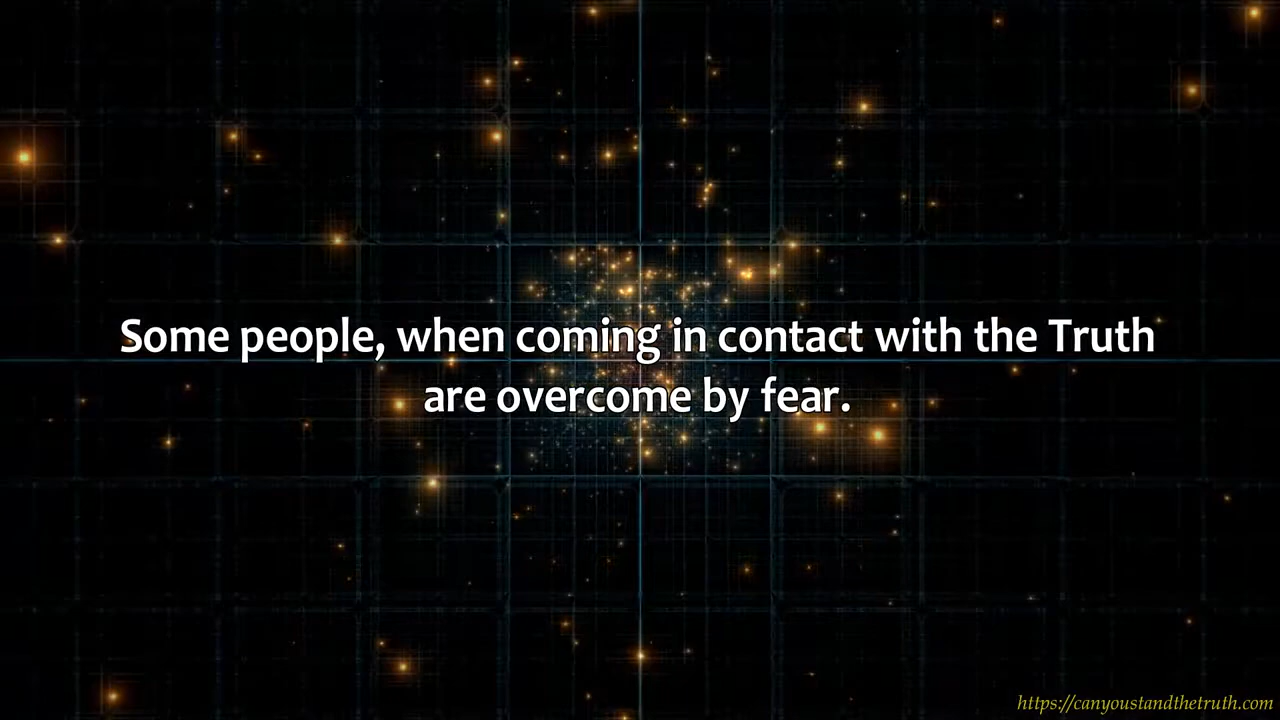 Some people, when coming in contact with the Truth
are overcome by fear.
https://canyoustandthetruth.com